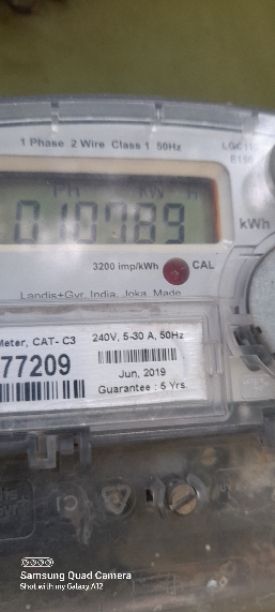 1 Phase 2 Wire Class 1 50Hz
KW H
010989
kWh
3200 imp/kWh
CAL
Landis+Gyr, India, Joka, Made
Meter, CAT- C3
240V, 5-30 A, 50Hz
77209
Jun, 2019
Guarantee : 5 Yrs.
Samsung Quad Camera
Shot with my Galaxy A12